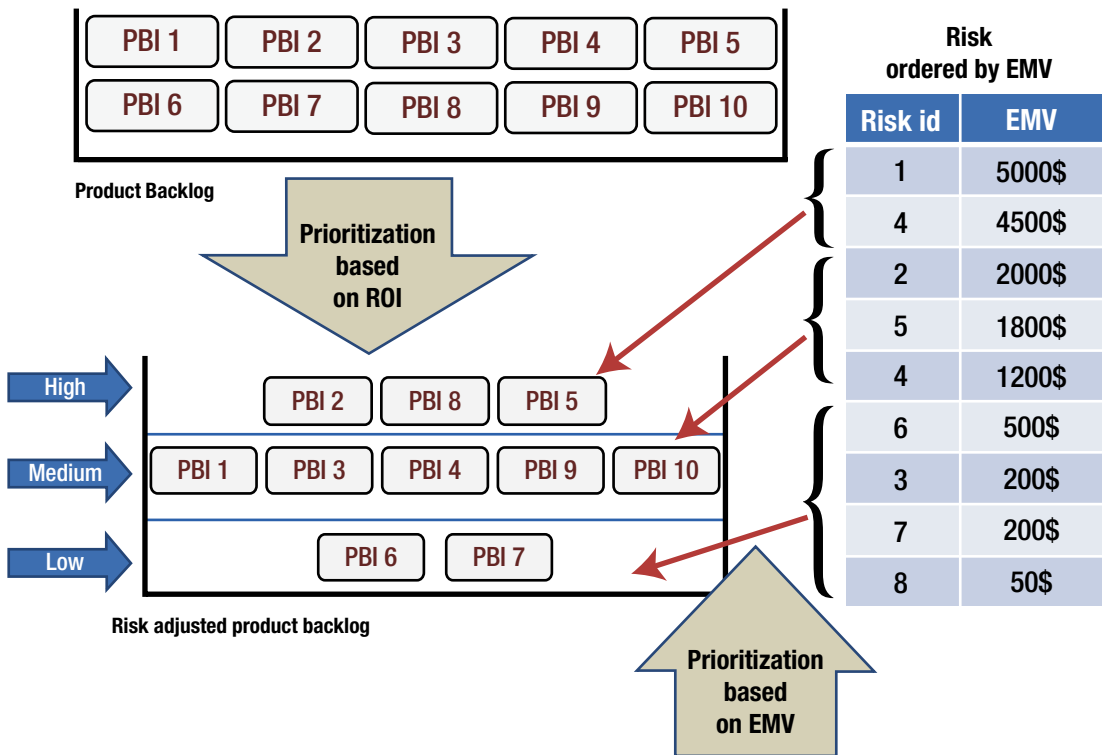 PBI 1 PBI 2 PBI 3 PBI 4 PBI 5
PBI 6 PBI 7 PBI 8 PBI 9 PBI 10
Product Backlog
Prioritization
based
on ROI
High
PBI 2 PBI 8 PBI 5
Medium
PBI 1 PBI 3 PBI 4 PBI 9 PBI 10
Low
PBI 6 PBI 7
Risk adjusted product backlog
Risk
ordered by EMV
Risk id EMV
1 5000$
4 4500$
2 2000$
5 1800$
4 1200$
6 500$
3 200$
7 200$
8 50$
Prioritization
based
on EMV